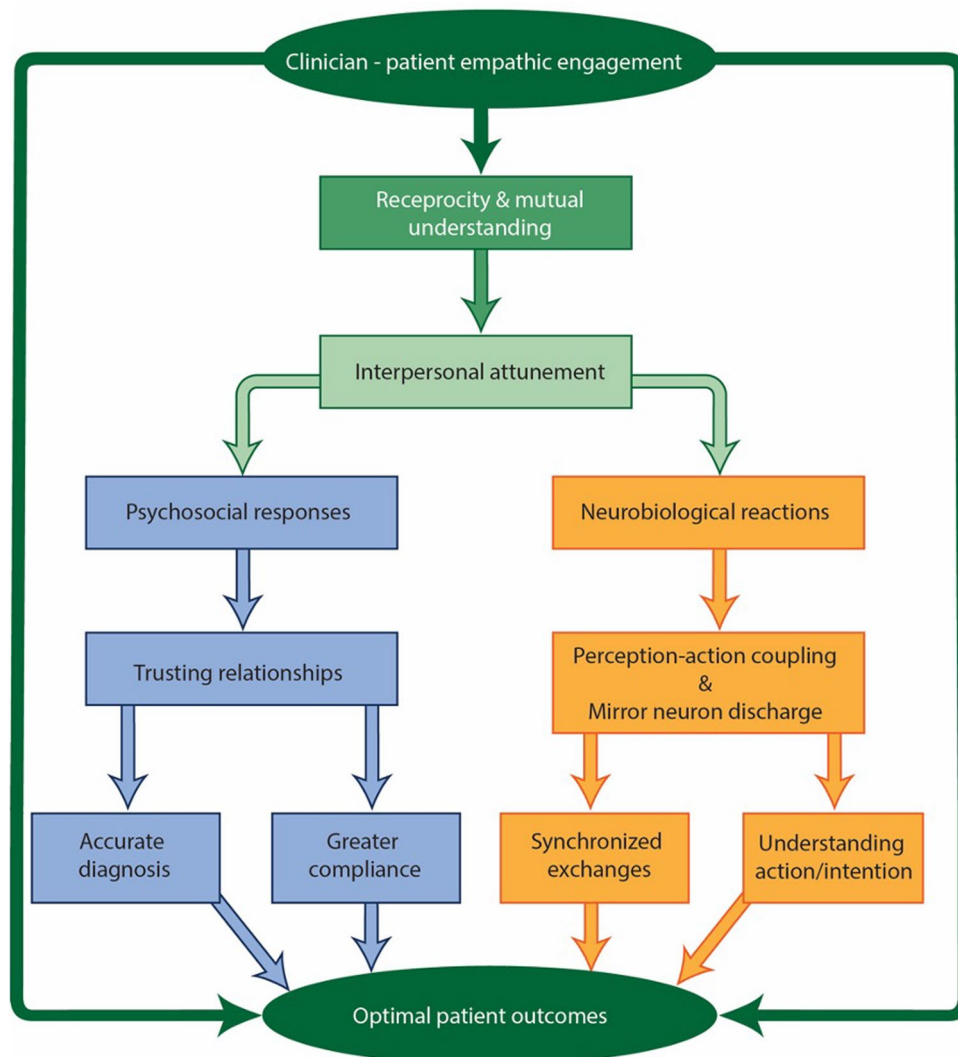 Clinician - patient empathic engagement
Receprocity & mutual
understanding
Interpersonal attunement
Psychosocial responses
Neurobiological reactions
Trusting relationships
Perception-action coupling
&
Mirror neuron discharge
Accurate
diagnosis
Greater
compliance
Synchronized
exchanges
Understanding
action/intention
Optimal patient outcomes